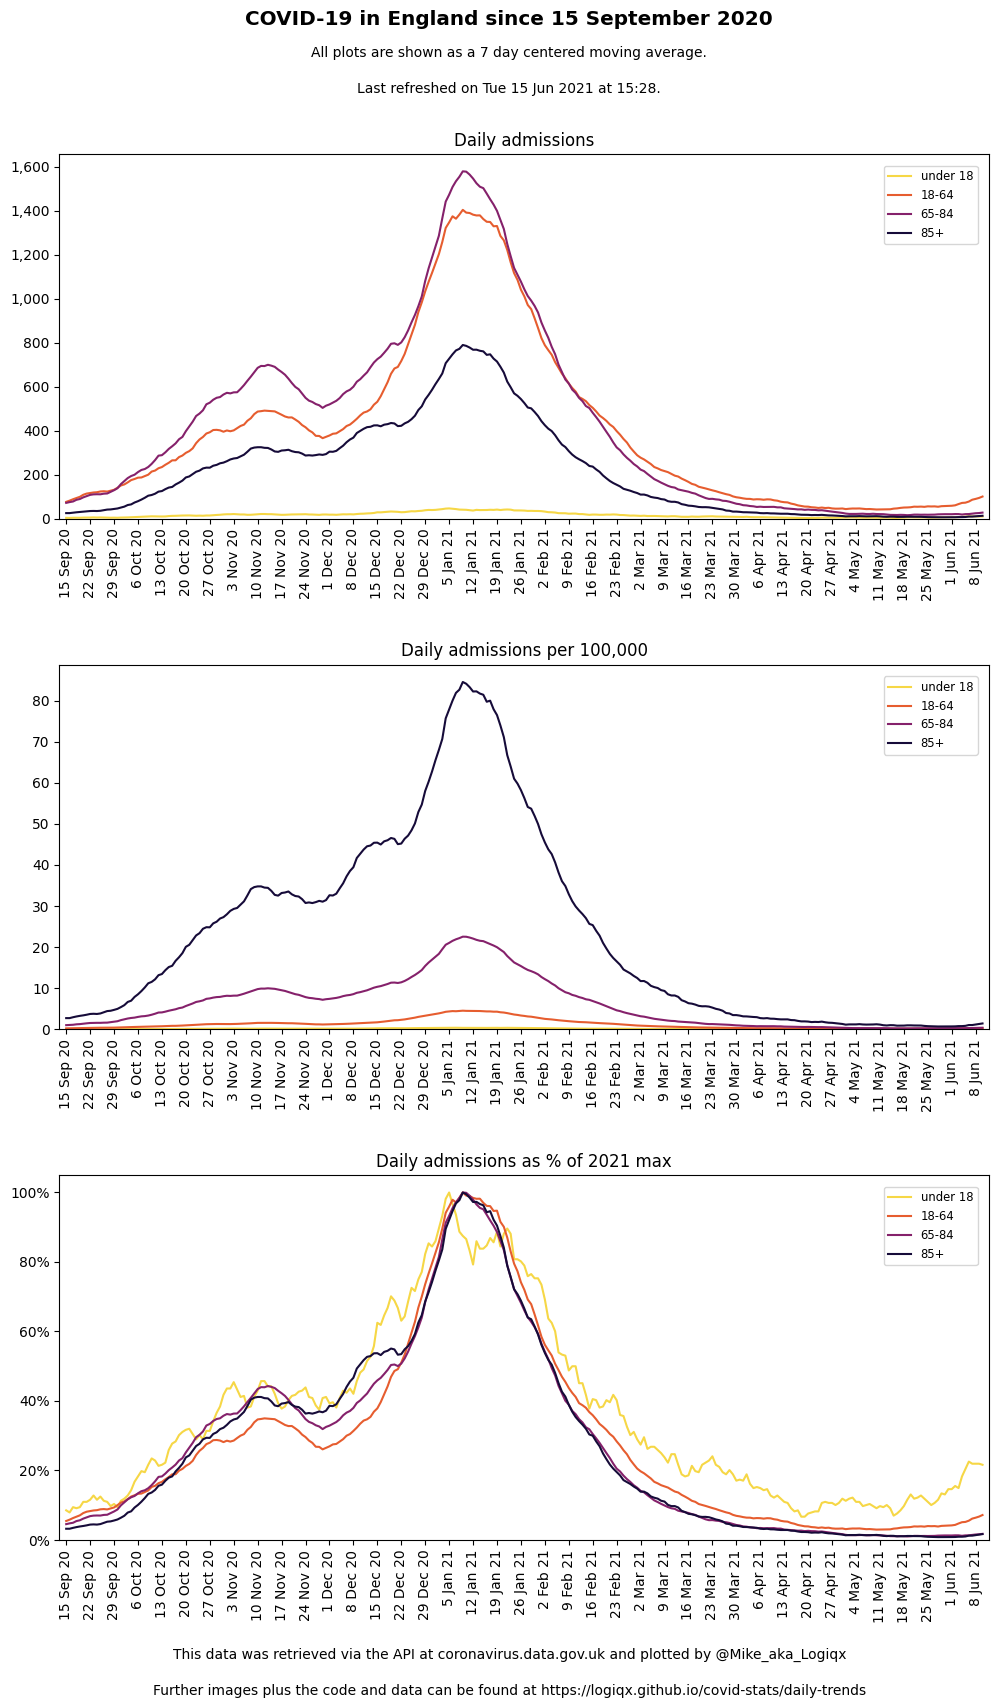 COVID-19 in England since 15 September 2020
All plots are shown as a 7 day centered moving average.
Last refreshed on Tue 15 Jun 2021 at 15:28.
Daily admissions
1,600
1,400
1,200
1,000
800
600
400
200
0
under 18
18-64
65-84
85+
15 Sep 20
22 Sep 20
29 Sep 20
6 Oct 20
13 Oct 20
20 Oct 20
27 Oct 20
3 Nov 20
10 Nov 20
17 Nov 20
24 Nov 20
1 Dec 20
8 Dec 20
15 Dec 20
22 Dec 20
29 Dec 20
5 Jan 21
12 Jan 21
19 Jan 21
26 Jan 21
2 Feb 21
9 Feb 21
16 Feb 21
23 Feb 21
2 Mar 21
9 Mar 21
16 Mar 21
23 Mar 21
30 Mar 21
6 Apr 21
13 Apr 21
20 Apr 21
27 Apr 21
4 May 21
11 May 21
18 May 21
25 May 21
1 Jun 21
8 Jun 21
Daily admissions per 100,000
80
70
60
50
40
30
20
10
0
under 18
18-64
65-84
85+
15 Sep 20
22 Sep 20
29 Sep 20
6 Oct 20
13 Oct 20
20 Oct 20
27 Oct 20
3 Nov 20
10 Nov 20
17 Nov 20
24 Nov 20
1 Dec 20
8 Dec 20
15 Dec 20
22 Dec 20
29 Dec 20
5 Jan 21
12 Jan 21
19 Jan 21
26 Jan 21
2 Feb 21
9 Feb 21
16 Feb 21
23 Feb 21
2 Mar 21
9 Mar 21
16 Mar 21
23 Mar 21
30 Mar 21
6 Apr 21
13 Apr 21
20 Apr 21
27 Apr 21
4 May 21
11 May 21
18 May 21
25 May 21
1 Jun 21
8 Jun 21
Daily admissions as % of 2021 max
100%
80%
60%
40%
20%
0%
under 18
18-64
65-84
85+
15 Sep 20
22 Sep 20
29 Sep 20
6 Oct 20
13 Oct 20
20 Oct 20
27 Oct 20
3 Nov 20
10 Nov 20
17 Nov 20
24 Nov 20
1 Dec 20
8 Dec 20
15 Dec 20
22 Dec 20
29 Dec 20
5 Jan 21
12 Jan 21
19 Jan 21
26 Jan 21
2 Feb 21
9 Feb 21
16 Feb 21
23 Feb 21
2 Mar 21
9 Mar 21
16 Mar 21
23 Mar 21
30 Mar 21
6 Apr 21
13 Apr 21
20 Apr 21
27 Apr 21
4 May 21
11 May 21
18 May 21
25 May 21
1 Jun 21
8 Jun 21
This data was retrieved via the API at coronavirus.data.gov.uk and plotted by @Mike_aka_Logiqx
Further images plus the code and data can be found at https://logiqx.github.io/covid-stats/daily-trends